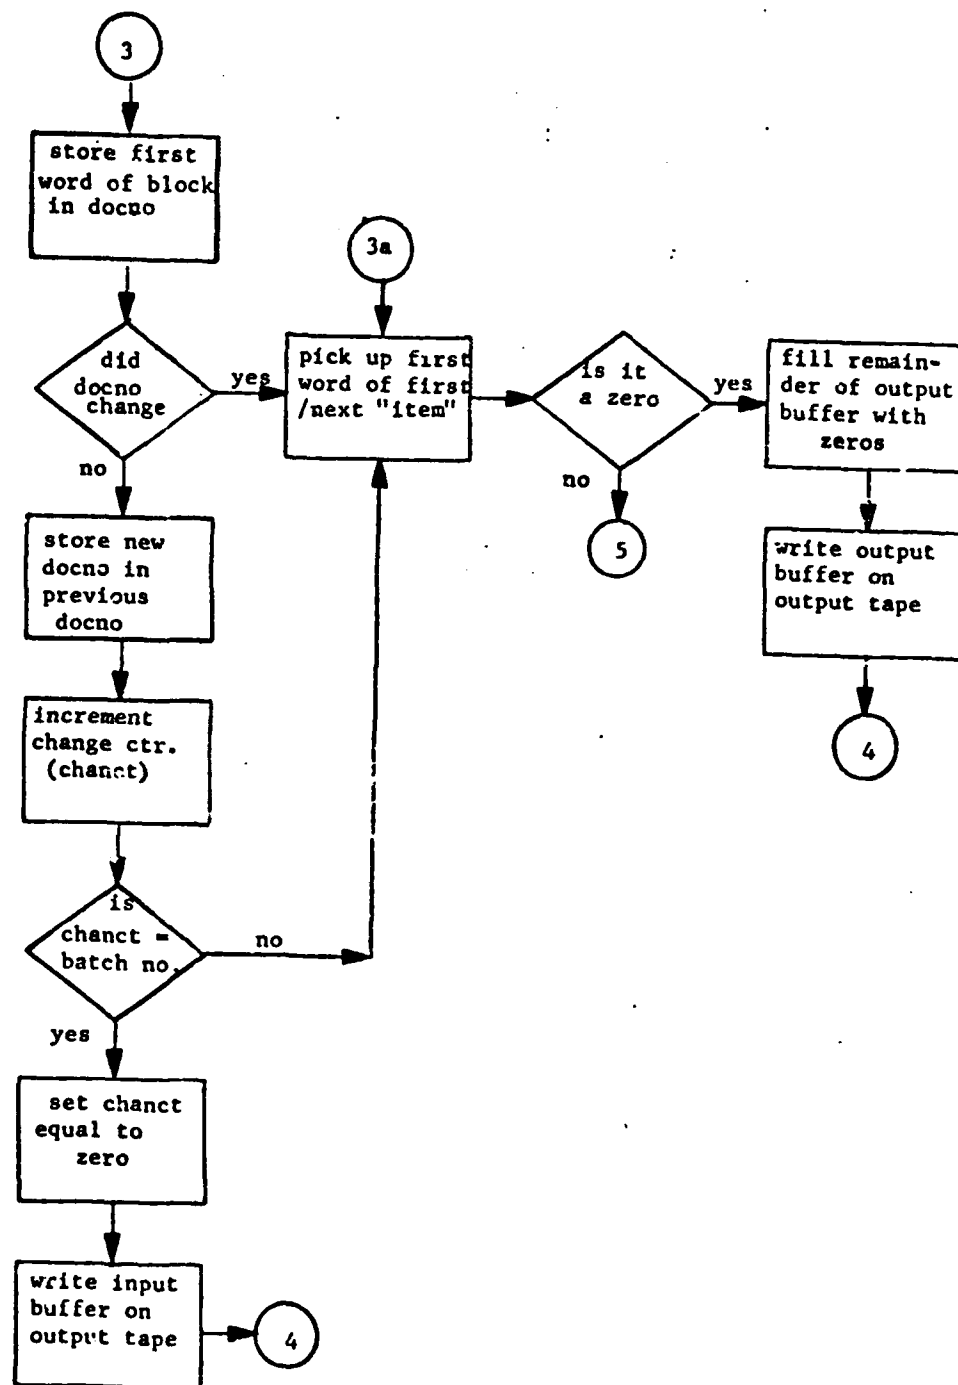 3
store first
word of block
in docno
did
docno
change
yes
no
store new
docno in
previous
docno
increment
change ctr.
(chanct)
is
chanct =
batch no.
no
yes
set chanct
equal to
zero
write input
buffer on
output tape
4
3a
pick up first
word of first
/next "item"
is it
a zero
yes
no
5
fill remain-
der of output
buffer with
zeros
write output
buffer on
output tape
4